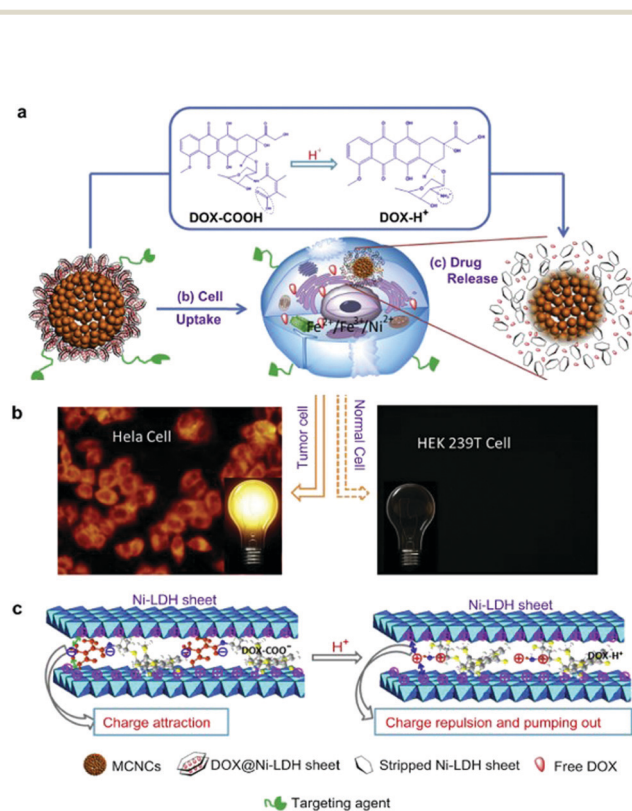 a
H⁺
DOX-COOH
DOX-H⁺
(b) Cell
Uptake
(c) Drug
Release
Fe²⁺/Fe³⁺/Ni²⁺
b
Hela Cell
Tumor cell
Normal Cell
HEK 239T Cell
c
Ni-LDH sheet
Ni-LDH sheet
DOX-COO⁻
H⁺
DOX-H⁺
Charge attraction
Charge repulsion and pumping out
MCNCs
DOX@Ni-LDH sheet
Stripped Ni-LDH sheet
Free DOX
Targeting agent